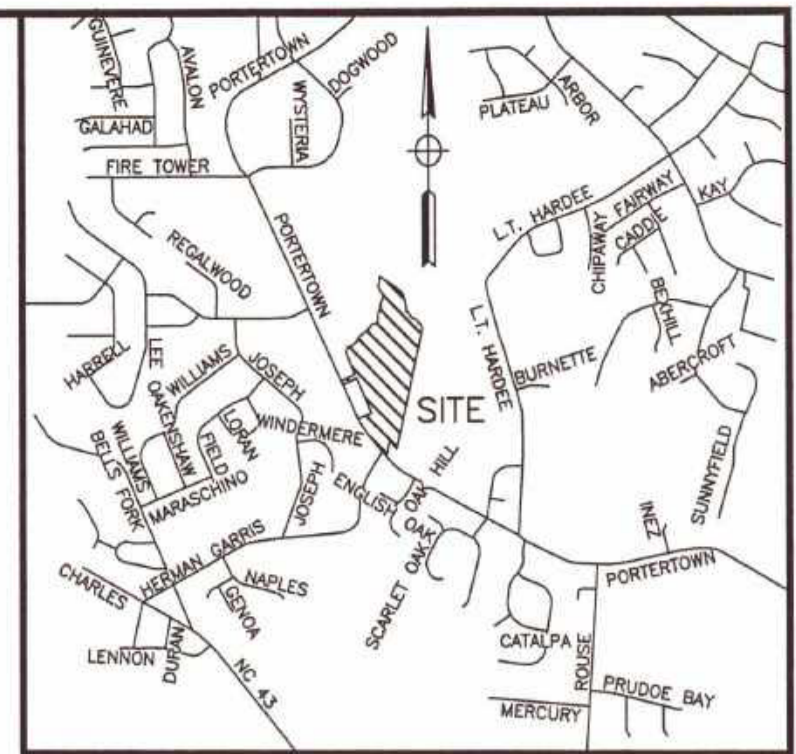 GUINEVERE
AVALON
PORTERTOWN
DOGWOOD
WYSTERIA
GALAHAD
FIRE TOWER
PLATEAU
ARBOR
L.T. HARDEE
FAIRWAY
KAY
CHIPAWAY
CADDIE
REGALWOOD
PORTERTOWN
BEXHILL
HARRELL
LEE
WILLIAMS
JOSEPH
OAKENSHAW
LORAN
FIELD
WINDERMERE
SITE
L.T. HARDEE
BURNETTE
ABERCROFT
SUNNYFIELD
WILLIAMS
BELL'S FORK
MARASCHINO
JOSEPH
ENGLISH OAK
OAK HILL
SCARLET OAK
INEZ
PORTERTOWN
HERMAN GARRIS
CHARLES
NAPLES
GENOA
LENNON
DURAN
NC 43
CATALPA
ROUSE
MERCURY
PRUDOE BAY